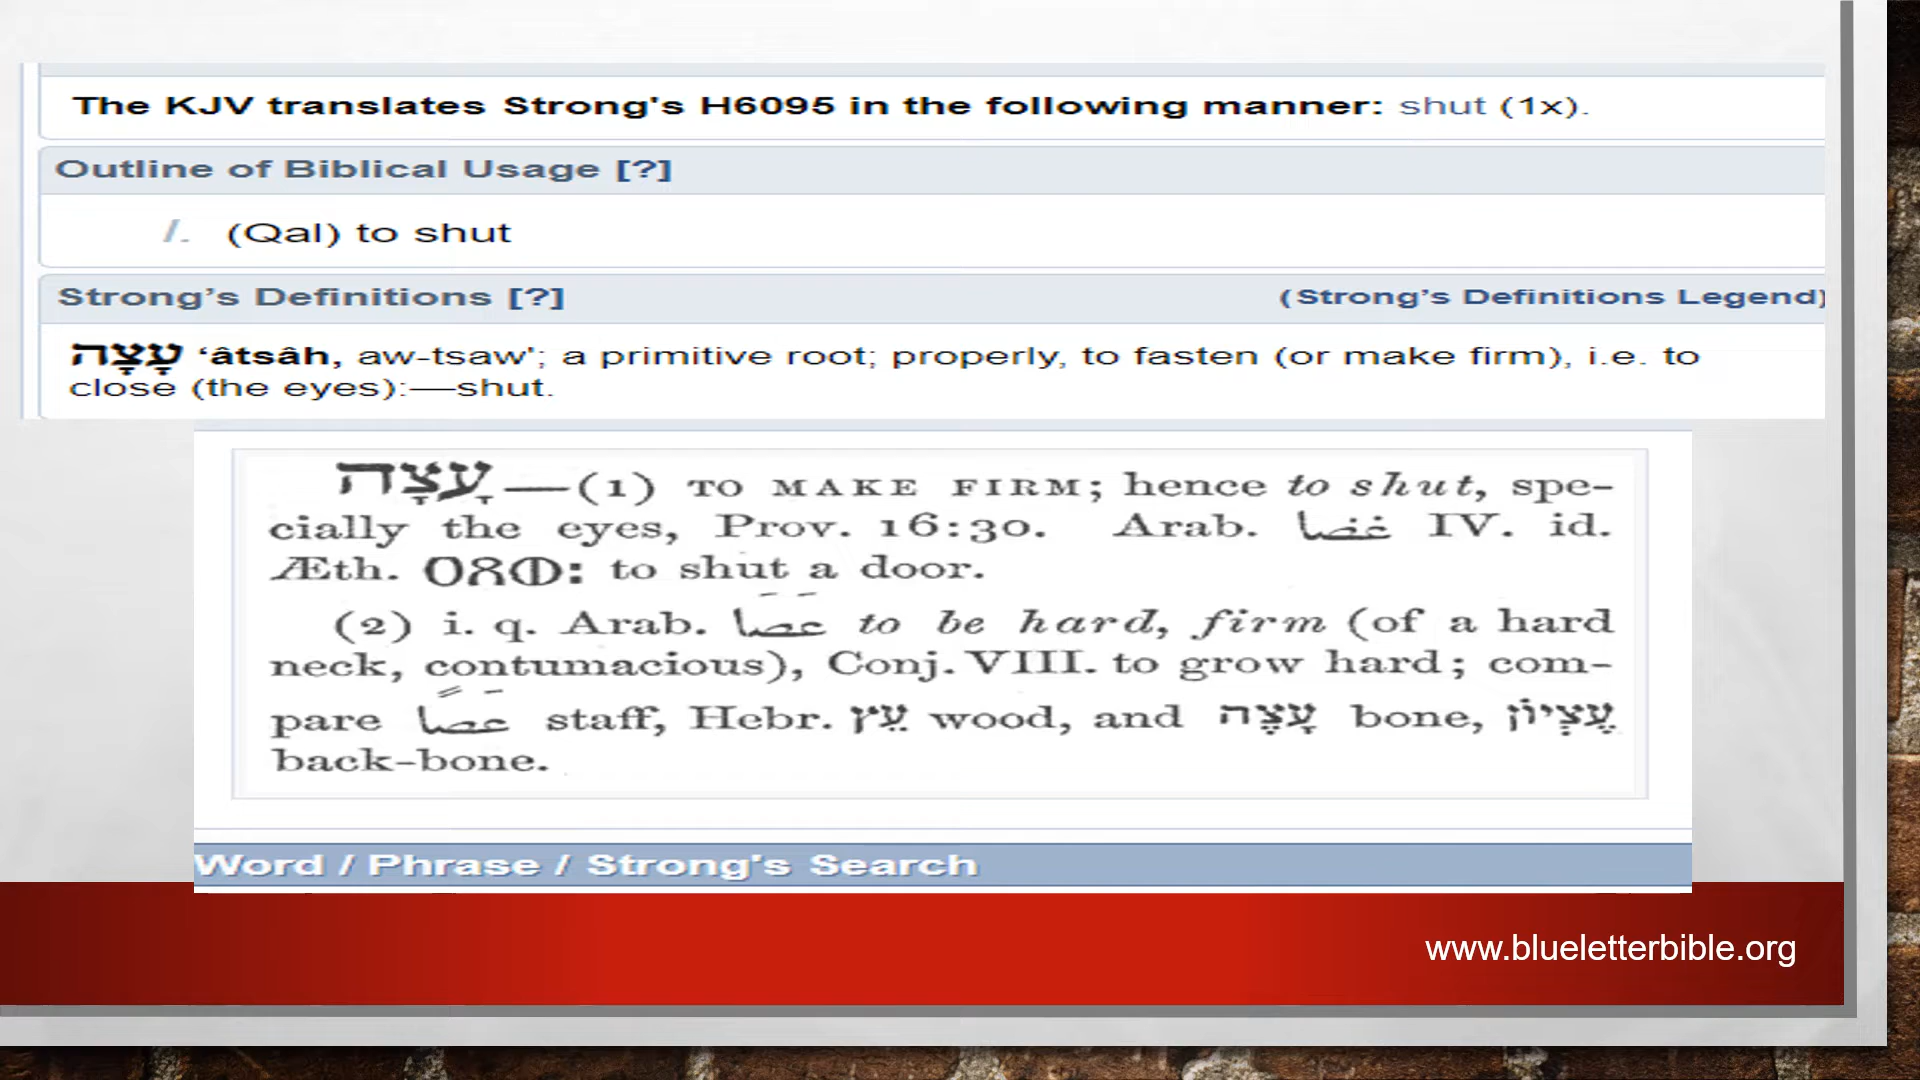 The KJV translates Strong's H6095 in the following manner: shut (1x).
Outline of Biblical Usage [?]
I. (Qal) to shut
Strong’s Definitions [?] (Strong’s Definitions Legend)
עָצָה ʻâtsâh, aw-tsaw'; a primitive root; properly, to fasten (or make firm), i.e. to
close (the eyes):—shut.
עָצָה—(1) TO MAKE FIRM; hence to shut, spe-
cially the eyes, Prov. 16:30. Arab. غضا IV. id.
Æth. ዐጸወ: to shut a door.
(2) i. q. Arab. عَصَا to be hard, firm (of a hard
neck, contumacious), Conj. VIII. to grow hard; com-
pare عَصًا staff, Hebr. עֵץ wood, and עָצֶה bone, עֶצְיוֹן
back-bone.
Word / Phrase / Strong's Search
www.blueletterbible.org